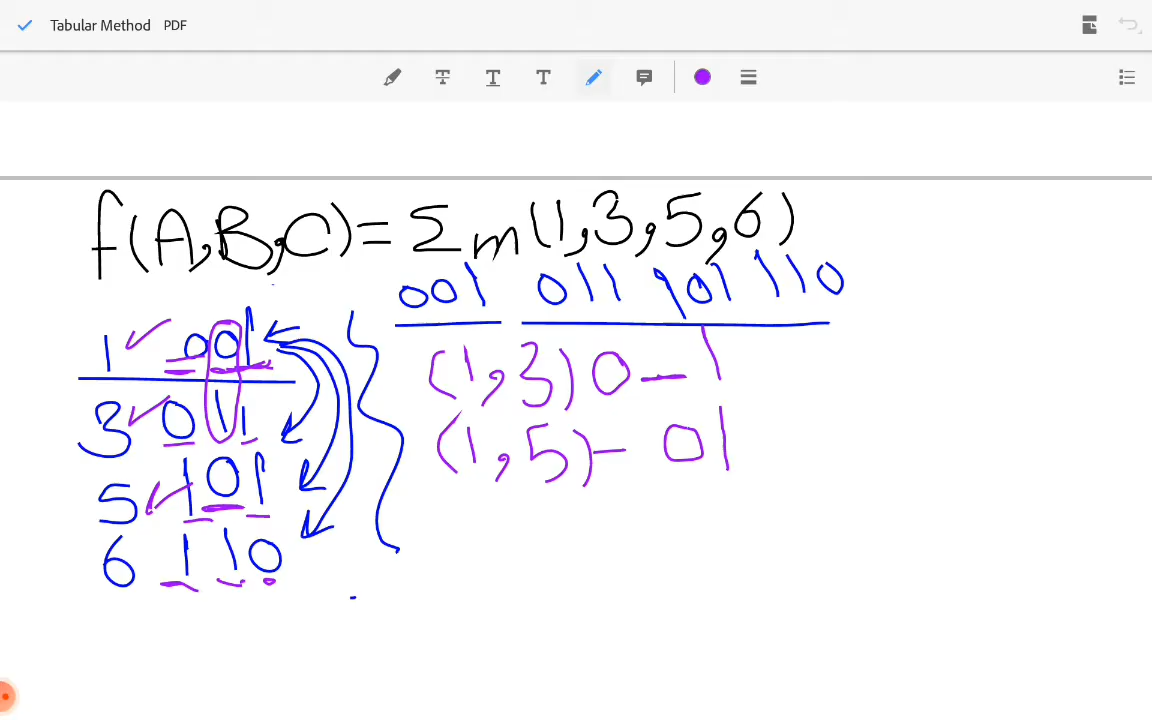 Tabular Method PDF
f(A,B,C)=Σm(1,3,5,6)
001 011 101 110
1 ✓ 001
3 ✓ 011
5 ✓ 101
6 110
(1,3) 0–1
(1,5) –01